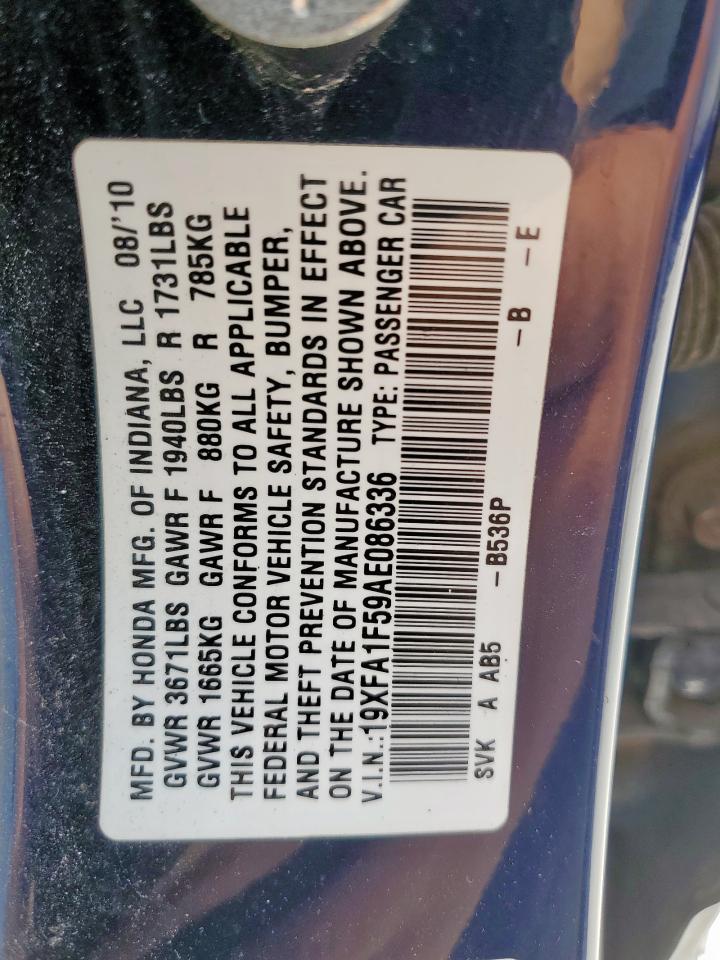 MFD. BY HONDA MFG. OF INDIANA, LLC 08/'10
GVWR 3671LBS GAWR F 1940LBS R 1731LBS
GVWR 1665KG GAWR F 880KG R 785KG
THIS VEHICLE CONFORMS TO ALL APPLICABLE
FEDERAL MOTOR VEHICLE SAFETY, BUMPER,
AND THEFT PREVENTION STANDARDS IN EFFECT
ON THE DATE OF MANUFACTURE SHOWN ABOVE.
V.I.N.:19XFA1F59AE086336 TYPE: PASSENGER CAR
SVK A AB5 -B536P -B -E